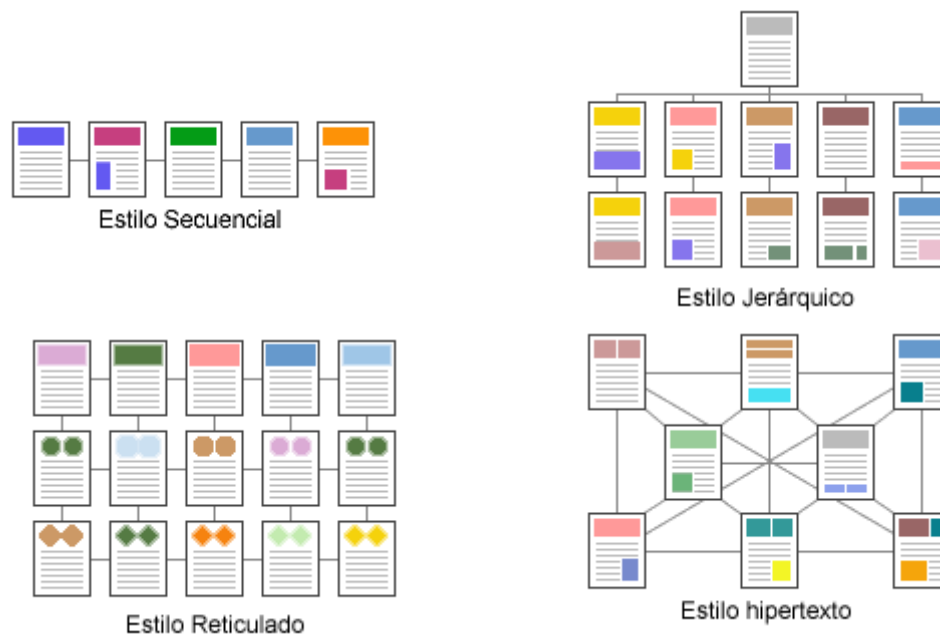 Estilo Secuencial
Estilo Jerárquico
Estilo Reticulado
Estilo hipertexto